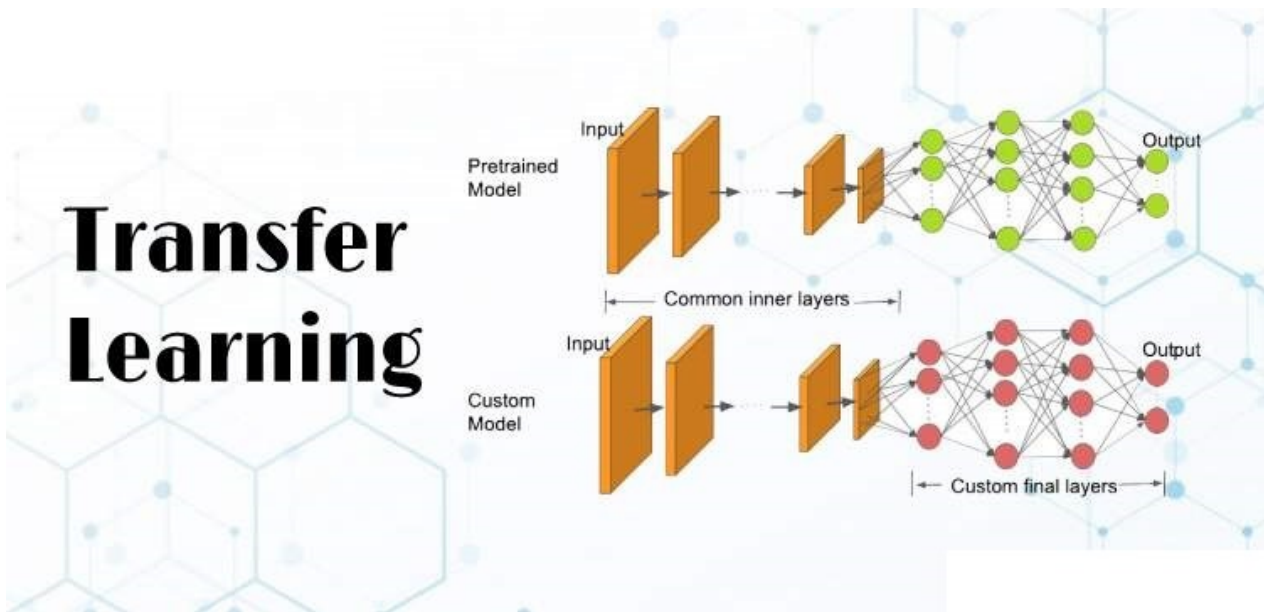 Transfer
Learning
Pretrained
Model
Input
Output
Common inner layers
Custom
Model
Input
Output
Custom final layers